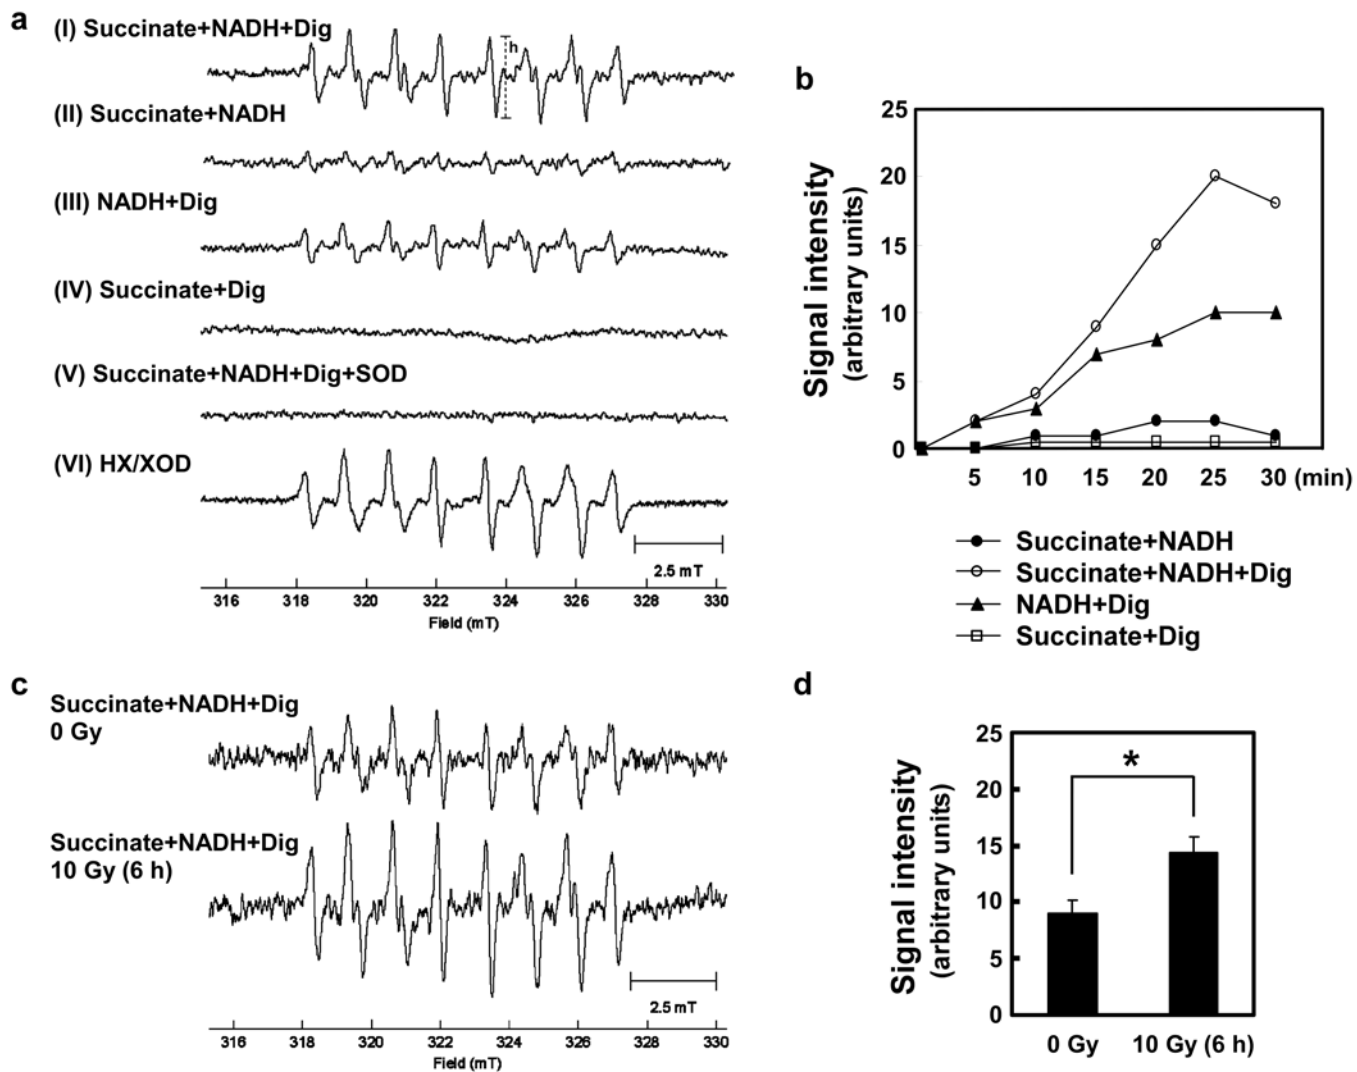 a
(I) Succinate+NADH+Dig
h
(II) Succinate+NADH
(III) NADH+Dig
(IV) Succinate+Dig
(V) Succinate+NADH+Dig+SOD
(VI) HX/XOD
2.5 mT
316 318 320 322 324 326 328 330
Field (mT)
b
Signal intensity
(arbitrary units)
25
20
15
10
5
0
5 10 15 20 25 30 (min)
Succinate+NADH
Succinate+NADH+Dig
NADH+Dig
Succinate+Dig
c
Succinate+NADH+Dig
0 Gy
Succinate+NADH+Dig
10 Gy (6 h)
2.5 mT
316 318 320 322 324 326 328 330
Field (mT)
d
Signal intensity
(arbitrary units)
25
20
15
10
5
0
*
0 Gy 10 Gy (6 h)